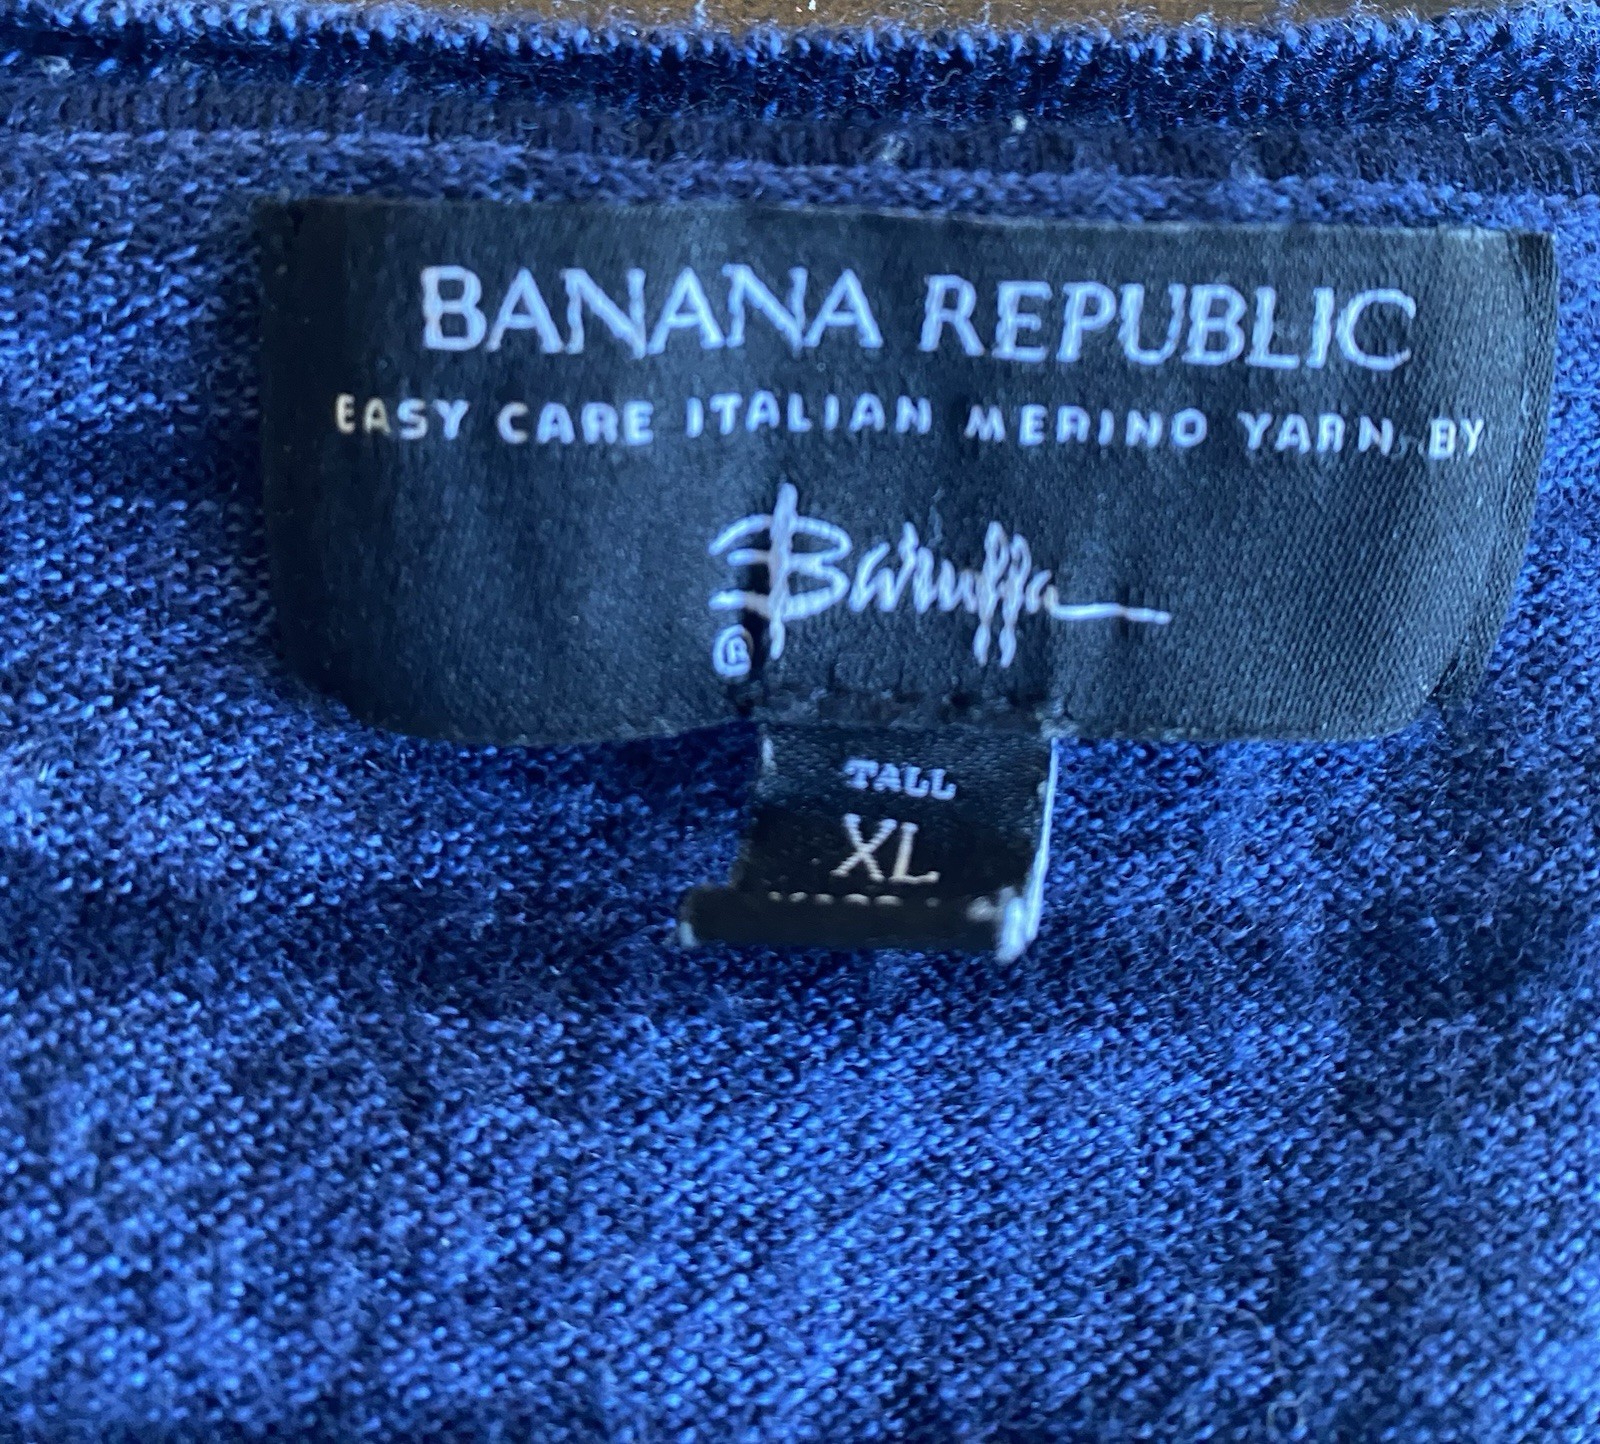 BANANA REPUBLIC
EASY CARE ITALIAN MERINO YARN BY
Baruffa
®
TALL
XL